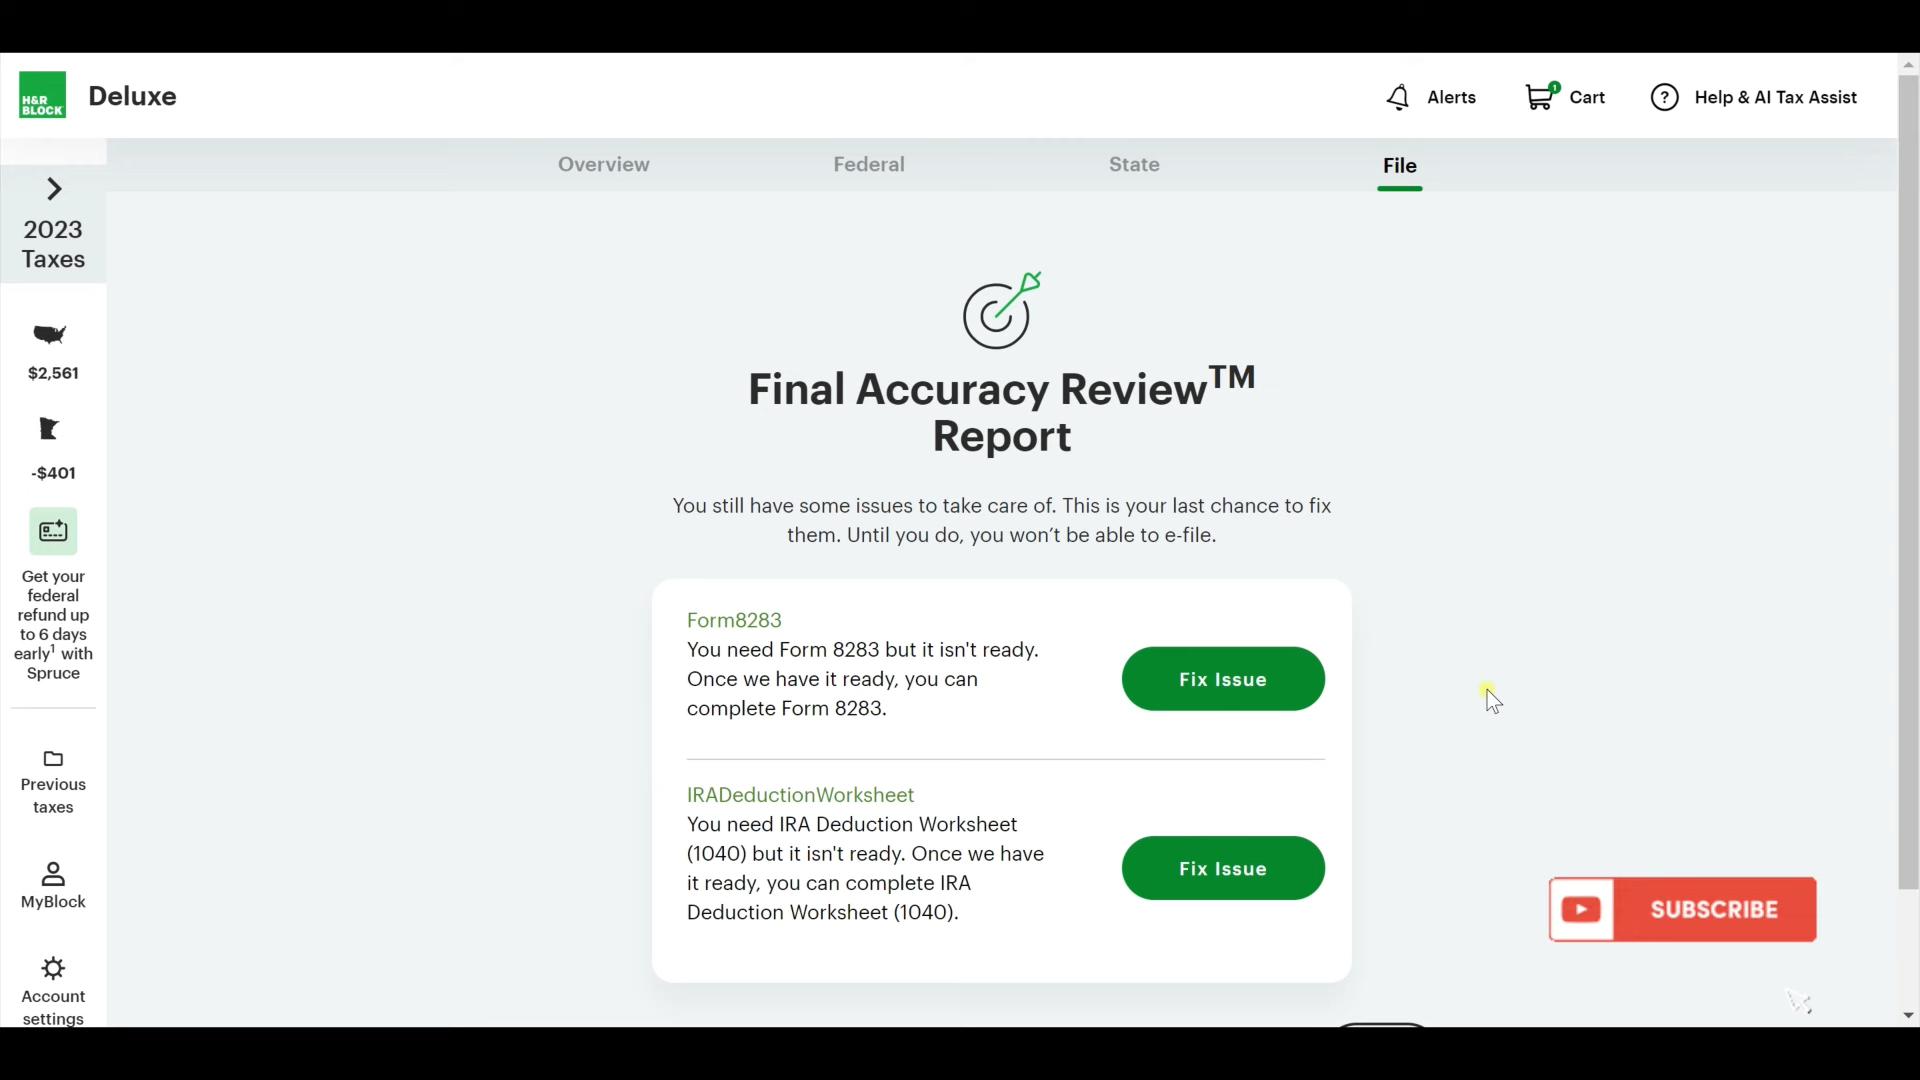 H&R
BLOCK
Deluxe
Alerts
1
Cart
?
Help & AI Tax Assist
Overview
Federal
State
File
2023
Taxes
$2,561
-$401
Get your
federal
refund up
to 6 days
early1 with
Spruce
Previous
taxes
MyBlock
Account
settings
Final Accuracy Review™
Report
You still have some issues to take care of. This is your last chance to fix
them. Until you do, you won’t be able to e-file.
Form8283
You need Form 8283 but it isn't ready.
Once we have it ready, you can
complete Form 8283.
Fix Issue
IRADeductionWorksheet
You need IRA Deduction Worksheet
(1040) but it isn't ready. Once we have
it ready, you can complete IRA
Deduction Worksheet (1040).
Fix Issue
SUBSCRIBE